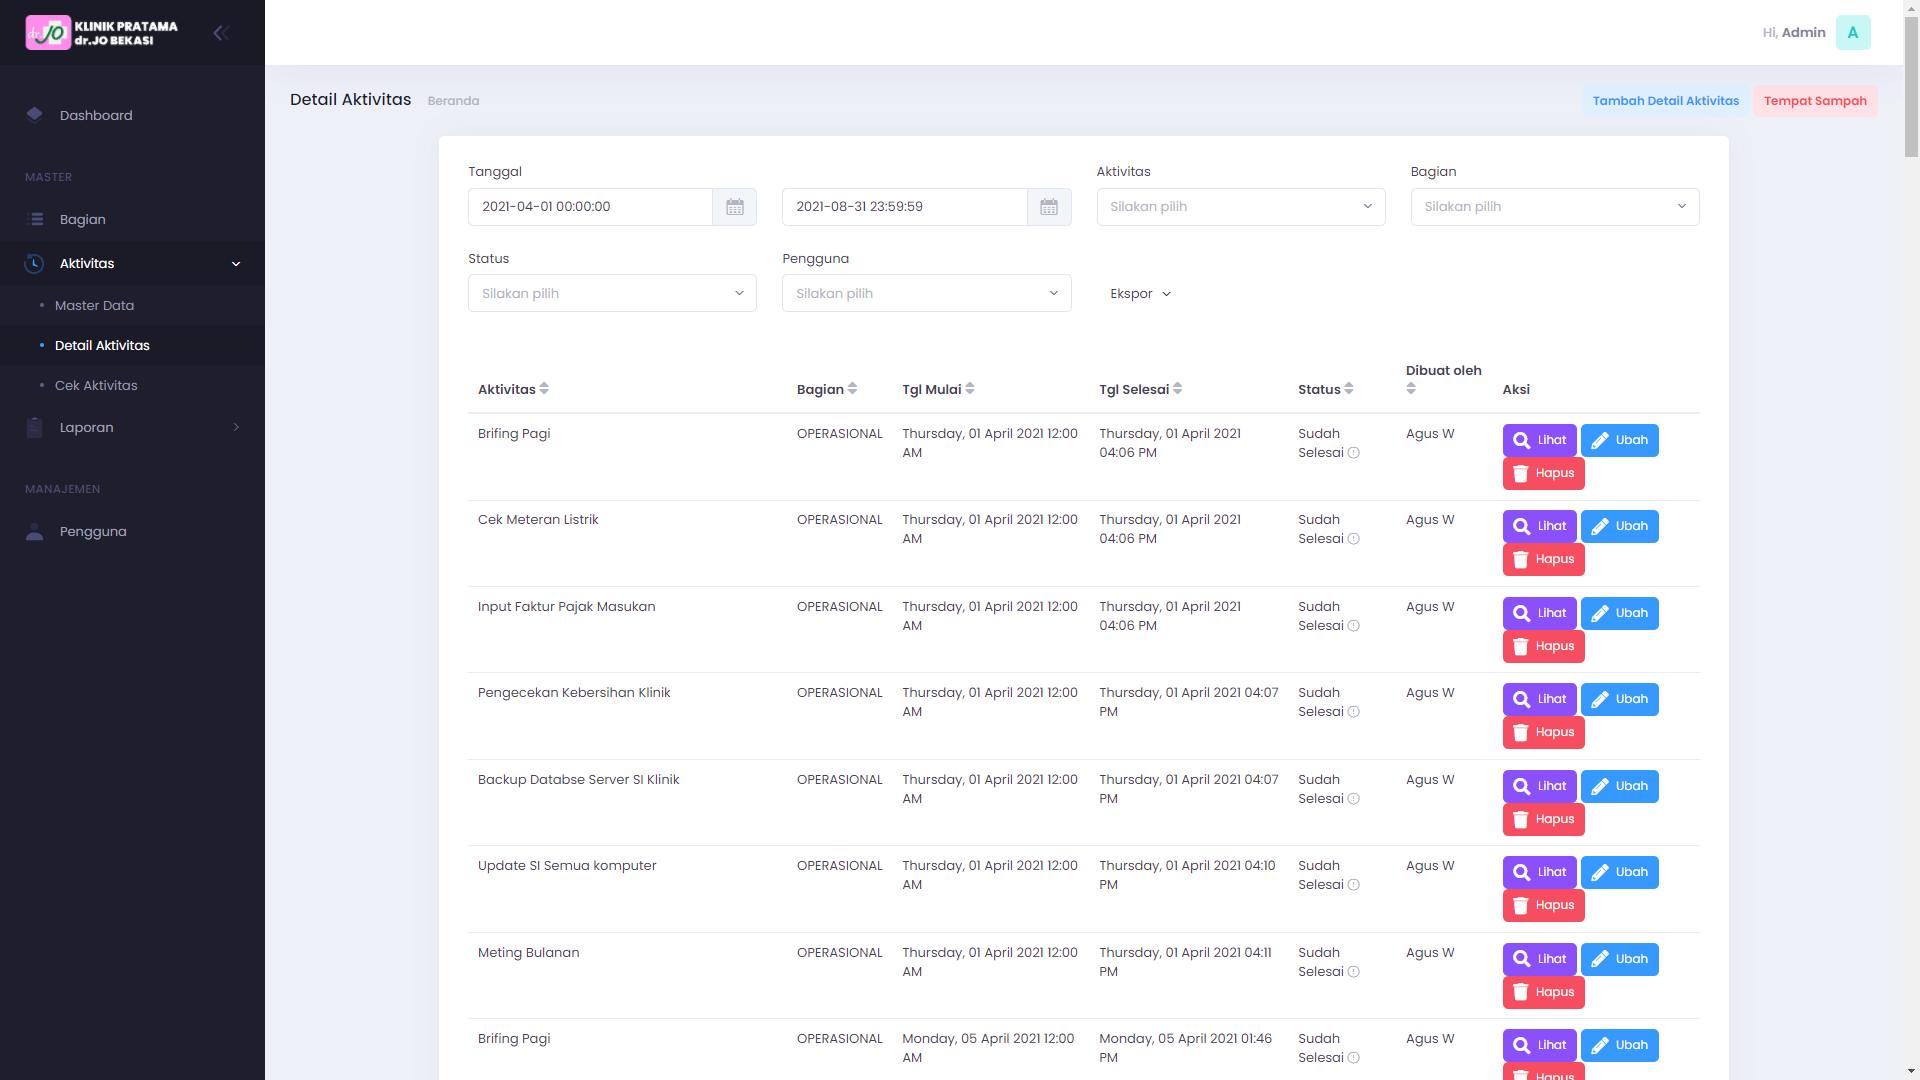 dr.JO KLINIK PRATAMA
dr.JO BEKASI
Hi, Admin A
Dashboard
MASTER
Bagian
Aktivitas
Master Data
Detail Aktivitas
Cek Aktivitas
Laporan
MANAJEMEN
Pengguna
Detail Aktivitas Beranda
Tambah Detail Aktivitas Tempat Sampah
Tanggal Aktivitas Bagian
2021-04-01 00:00:00 2021-08-31 23:59:59 Silakan pilih Silakan pilih
Status Pengguna
Silakan pilih Silakan pilih Ekspor
Aktivitas Bagian Tgl Mulai Tgl Selesai Status Dibuat oleh Aksi
Brifing Pagi OPERASIONAL Thursday, 01 April 2021 12:00 Thursday, 01 April 2021 Sudah Agus W Lihat Ubah
AM 04:06 PM Selesai Hapus
Cek Meteran Listrik OPERASIONAL Thursday, 01 April 2021 12:00 Thursday, 01 April 2021 Sudah Agus W Lihat Ubah
AM 04:06 PM Selesai Hapus
Input Faktur Pajak Masukan OPERASIONAL Thursday, 01 April 2021 12:00 Thursday, 01 April 2021 Sudah Agus W Lihat Ubah
AM 04:06 PM Selesai Hapus
Pengecekan Kebersihan Klinik OPERASIONAL Thursday, 01 April 2021 12:00 Thursday, 01 April 2021 04:07 Sudah Agus W Lihat Ubah
AM PM Selesai Hapus
Backup Databse Server SI Klinik OPERASIONAL Thursday, 01 April 2021 12:00 Thursday, 01 April 2021 04:07 Sudah Agus W Lihat Ubah
AM PM Selesai Hapus
Update SI Semua komputer OPERASIONAL Thursday, 01 April 2021 12:00 Thursday, 01 April 2021 04:10 Sudah Agus W Lihat Ubah
AM PM Selesai Hapus
Meting Bulanan OPERASIONAL Thursday, 01 April 2021 12:00 Thursday, 01 April 2021 04:11 Sudah Agus W Lihat Ubah
AM PM Selesai Hapus
Brifing Pagi OPERASIONAL Monday, 05 April 2021 12:00 Monday, 05 April 2021 01:46 Sudah Agus W Lihat Ubah
AM PM Selesai Hapus